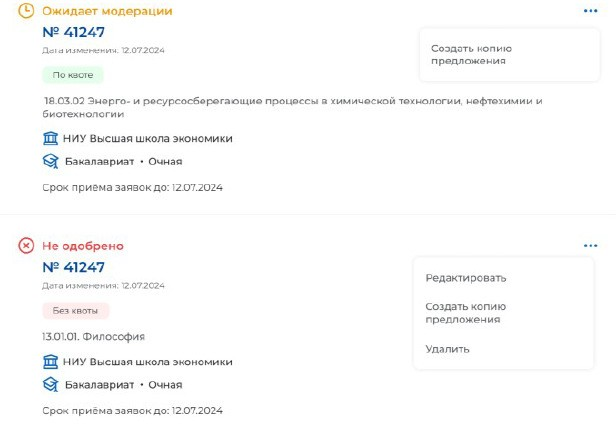 Ожидает модерации
№ 41247
Дата изменения: 12.07.2024
Создать копию
предложения
По квоте
18.03.02 Энерго- и ресурсосберегающие процессы в химической технологии, нефтехимии и
биотехнологии
НИУ Высшая школа экономики
Бакалавриат • Очная
Срок приёма заявок до: 12.07.2024
Не одобрено
№ 41247
Дата изменения: 12.07.2024
Редактировать
Создать копию
предложения
Удалить
Без квоты
13.01.01. Философия
НИУ Высшая школа экономики
Бакалавриат • Очная
Срок приёма заявок до: 12.07.2024